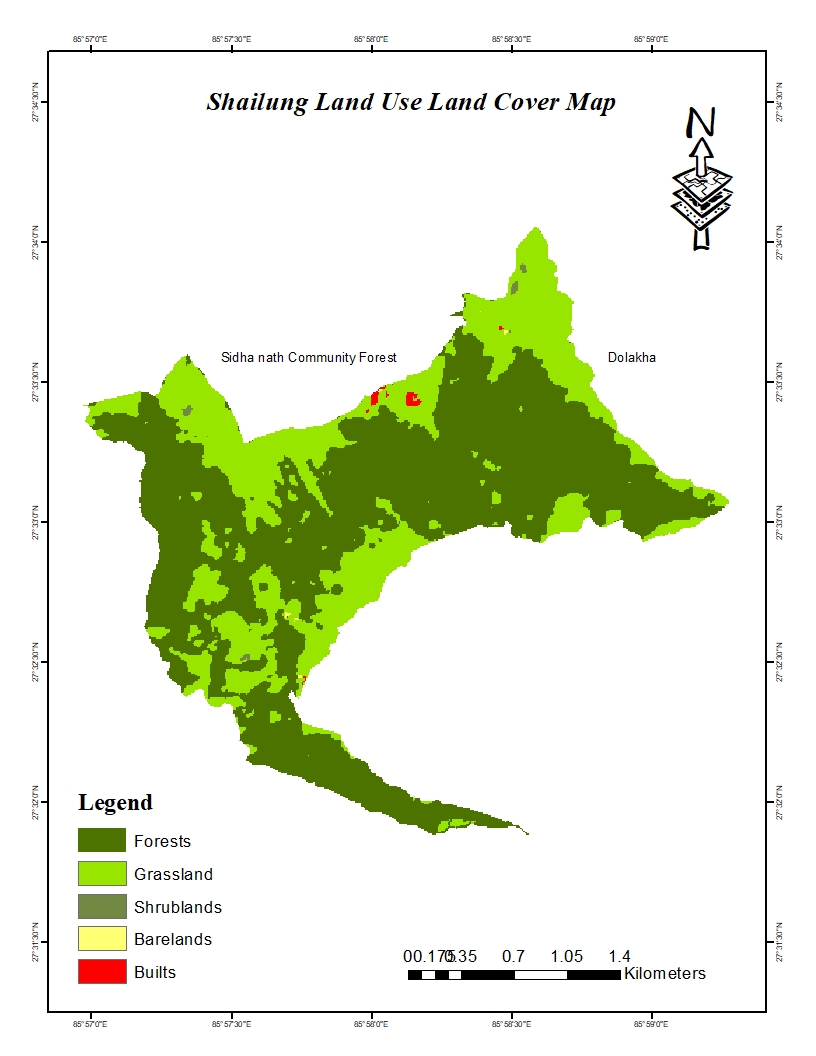 85°57'0"E 85°57'30"E 85°58'0"E 85°58'30"E 85°59'0"E
Shailung Land Use Land Cover Map
N
27°34'30"N 27°34'30"N
27°34'0"N 27°34'0"N
Sidha nath Community Forest Dolakha
27°33'30"N 27°33'30"N
27°33'0"N 27°33'0"N
27°32'30"N 27°32'30"N
27°32'0"N 27°32'0"N
Legend
Forests
Grassland
Shrublands
Barelands
Builts
27°31'30"N 27°31'30"N
0 0.175 0.35 0.7 1.05 1.4
Kilometers
85°57'0"E 85°57'30"E 85°58'0"E 85°58'30"E 85°59'0"E